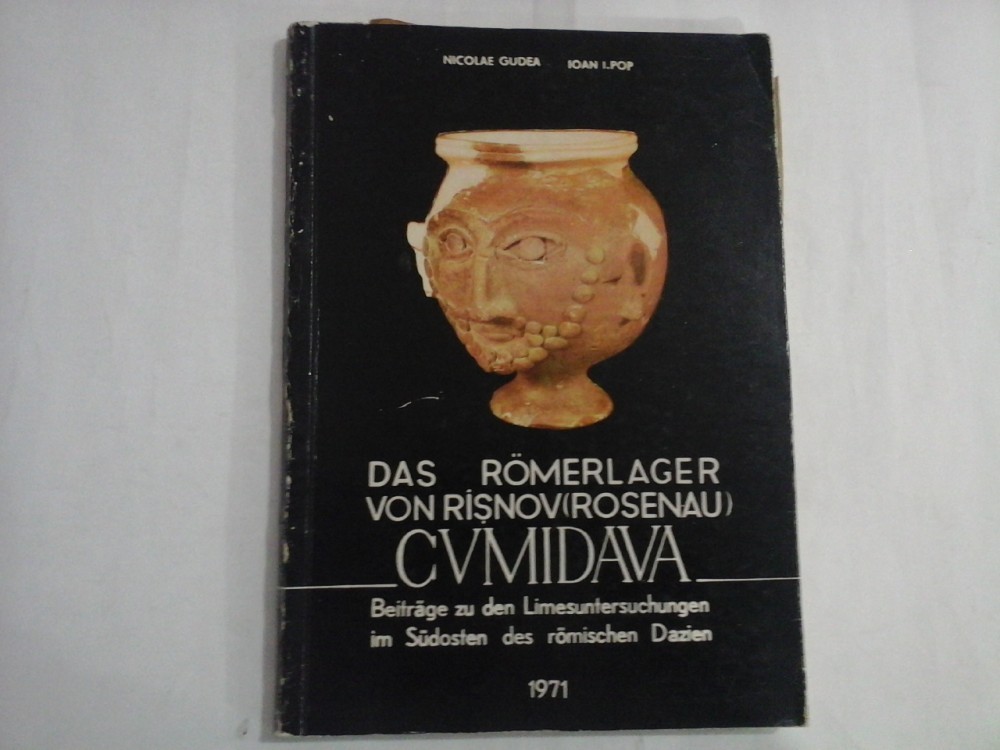 NICOLAE GUDEA IOAN I.POP
DAS RÖMERLAGER
VON RÎȘNOV(ROSENAU)
CVMIDAVA
Beiträge zu den Limesuntersuchungen
im Südosten des römischen Dazien
1971